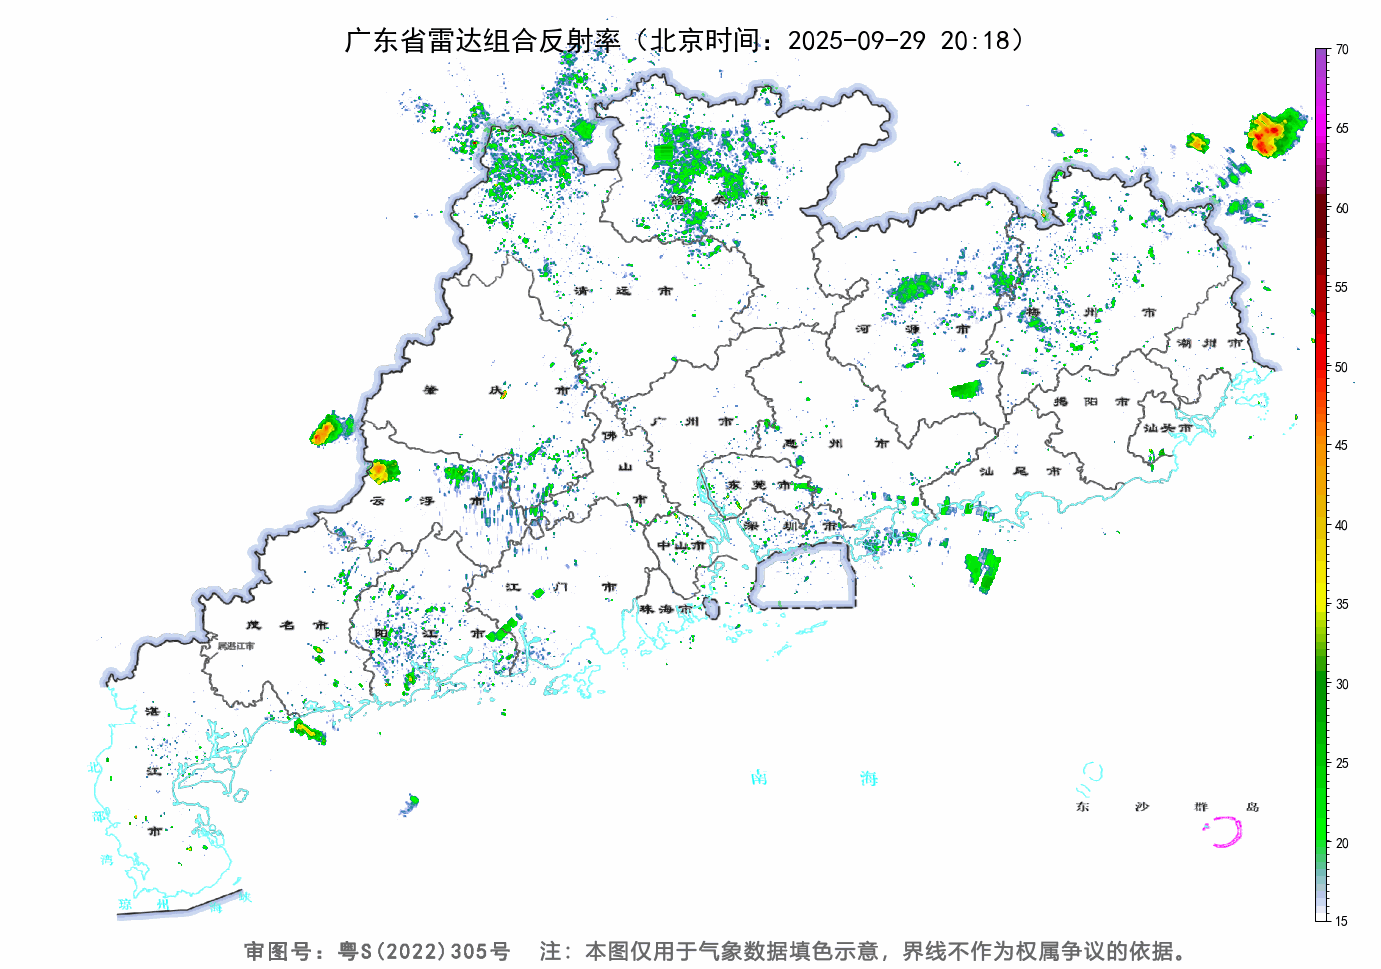 广东省雷达组合反射率（北京时间：2025-09-29 20:18）
70
65
60
55
50
45
40
35
30
25
20
15
韶关市
清远市
河源市
梅州市
潮州市
肇庆市
广州市
佛山市
惠州市
揭阳市
汕头市
汕尾市
云浮市
东莞市
深圳市
中山市
江门市
珠海市
茂名市
属湛江市
阳江市
湛江市
北部湾
南海
东沙群岛
琼州海峡
审图号：粤S(2022)305号 注：本图仅用于气象数据填色示意，界线不作为权属争议的依据。